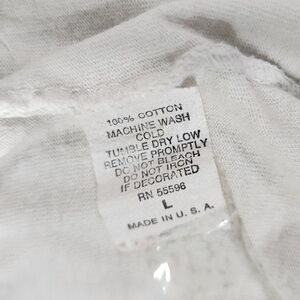 100% COTTON
MACHINE WASH
COLD
TUMBLE DRY LOW
REMOVE PROMPTLY
DO NOT BLEACH
DO NOT IRON
IF DECORATED
RN 55596
L
MADE IN U. S. A.